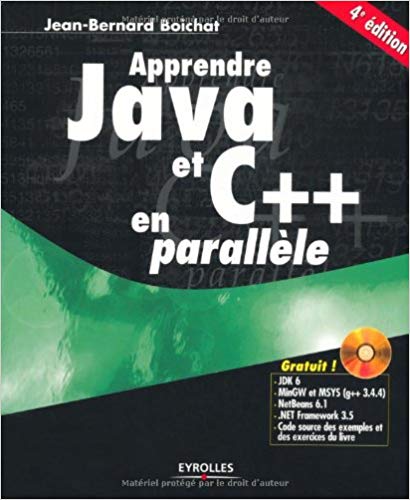 Matériel protégé par le droit d'auteur
Jean-Bernard Boichat
4e édition
Apprendre
Java
et
C++
en
parallèle
Gratuit !
- JDK 6
- MinGW et MSYS (g++ 3.4.4)
- NetBeans 6.1
- .NET Framework 3.5
- Code source des exemples et
des exercices du livre
EYROLLES
Matériel protégé par le droit d'auteur